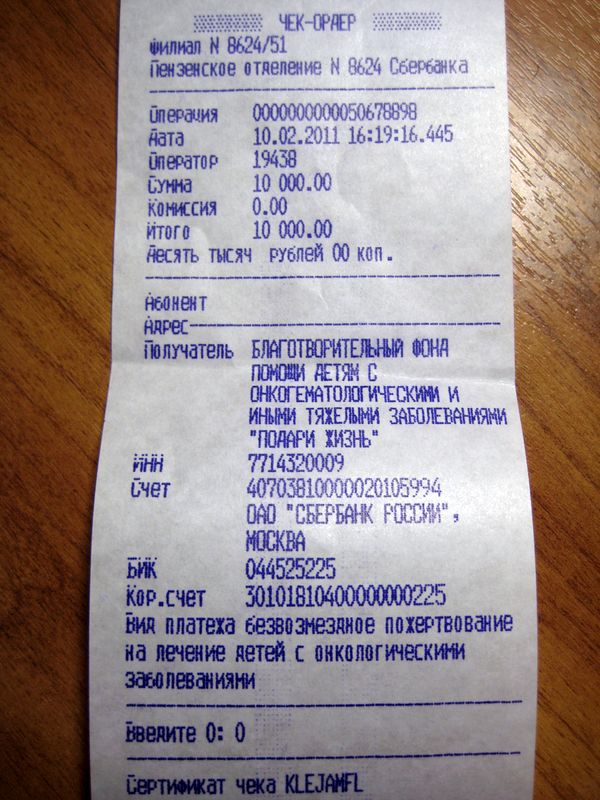 ЧЕК-ОРДЕР
Филиал N 8624/51
Пензенское отделение N 8624 Сбербанка
Операция 0000000000050678898
Дата 10.02.2011 16:19:16.445
Оператор 19438
Сумма 10 000.00
Комиссия 0.00
Итого 10 000.00
Десять тысяч рублей 00 коп.
Абонент
Адрес
Получатель БЛАГОТВОРИТЕЛЬНЫЙ ФОНД
ПОМОЩИ ДЕТЯМ С
ОНКОГЕМАТОЛОГИЧЕСКИМИ И
ИНЫМИ ТЯЖЕЛЫМИ ЗАБОЛЕВАНИЯМИ
"ПОДАРИ ЖИЗНЬ"
ИНН 7714320009
Счет 40703810000020105994
ОАО "СБЕРБАНК РОССИИ",
МОСКВА
БИК 044525225
Кор.счет 30101810400000000225
Вид платежа безвозмездное пожертвование
на лечение детей с онкологическими
заболеваниями
Введите 0: 0
Сертификат чека KLEJAMFL